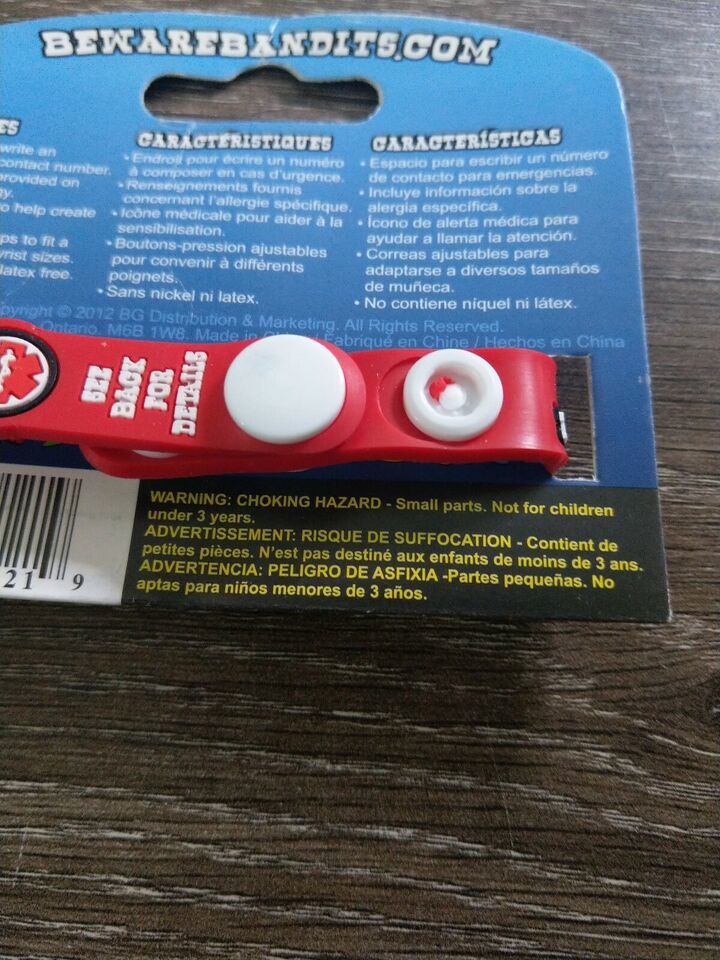 BEWAREBANDITS.COM
write an
contact number.
provided on
o help create
ps to fit a
wrist sizes.
latex free.
CARACTÉRISTIQUES
• Endroit pour écrire un numéro
à composer en cas d'urgence.
• Renseignements fournis
concernant l'allergie spécifique.
• Icône médicale pour aider à la
sensibilisation.
• Boutons-pression ajustables
pour convenir à différents
poignets.
• Sans nickel ni latex.
CARACTERÍSTICAS
• Espacio para escribir un número
de contacto para emergencias.
• Incluye información sobre la
alergia específica.
• Ícono de alerta médica para
ayudar a llamar la atención.
• Correas ajustables para
adaptarse a diversos tamaños
de muñeca.
• No contiene níquel ni látex.
pyright © 2012 BG Distribution & Marketing. All Rights Reserved.
Ontario, M6B 1W8. Made in Fabriqué en Chine / Hechos en China
SEE
BACK
FOR
DETAILS
WARNING: CHOKING HAZARD - Small parts. Not for children
under 3 years.
ADVERTISSEMENT: RISQUE DE SUFFOCATION - Contient de
petites pièces. N'est pas destiné aux enfants de moins de 3 ans.
ADVERTENCIA: PELIGRO DE ASFIXIA -Partes pequeñas. No
aptas para niños menores de 3 años.
21 9